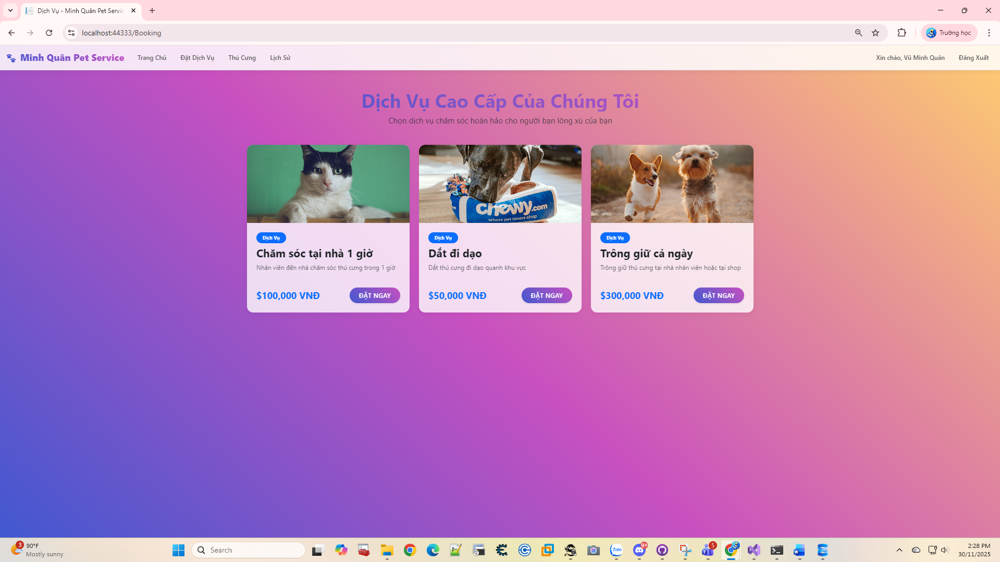 Dịch Vụ - Minh Quân Pet Servic
localhost:44333/Booking
Trường học
Minh Quân Pet Service
Trang Chủ
Đặt Dịch Vụ
Thú Cưng
Lịch Sử
Xin chào, Vũ Minh Quân
Đăng Xuất
Dịch Vụ Cao Cấp Của Chúng Tôi
Chọn dịch vụ chăm sóc hoàn hảo cho người bạn lông xù của bạn
chewy.com
where pet lovers shop
Dịch Vụ
Chăm sóc tại nhà 1 giờ
Nhân viên đến nhà chăm sóc thú cưng trong 1 giờ
$100,000 VNĐ
ĐẶT NGAY
Dịch Vụ
Dắt đi dạo
Dắt thú cưng đi dạo quanh khu vực
$50,000 VNĐ
ĐẶT NGAY
Dịch Vụ
Trông giữ cả ngày
Trông giữ thú cưng tại nhà nhân viên hoặc tại shop
$300,000 VNĐ
ĐẶT NGAY
3
90°F
Mostly sunny
Search
Zalo
9+
5
2:28 PM
30/11/2025